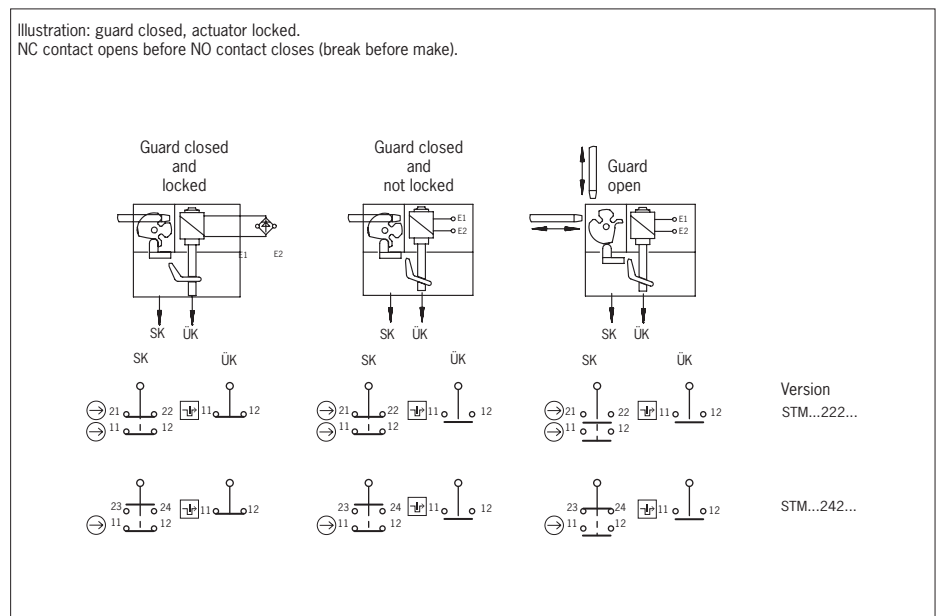 Illustration: guard closed, actuator locked.
NC contact opens before NO contact closes (break before make).
Guard closed
and
locked
Guard closed
and
not locked
Guard
open
E1
E2
E1
E2
E1
E2
SK ÜK
SK ÜK
SK ÜK
SK ÜK
SK ÜK
SK ÜK
Version
21 22 11 12
11 12
21 22 11 12
11 12
21 22 11 12
11 12
STM...222...
23 24 11 12
11 12
23 24 11 12
11 12
23 24 11 12
11 12
STM...242...